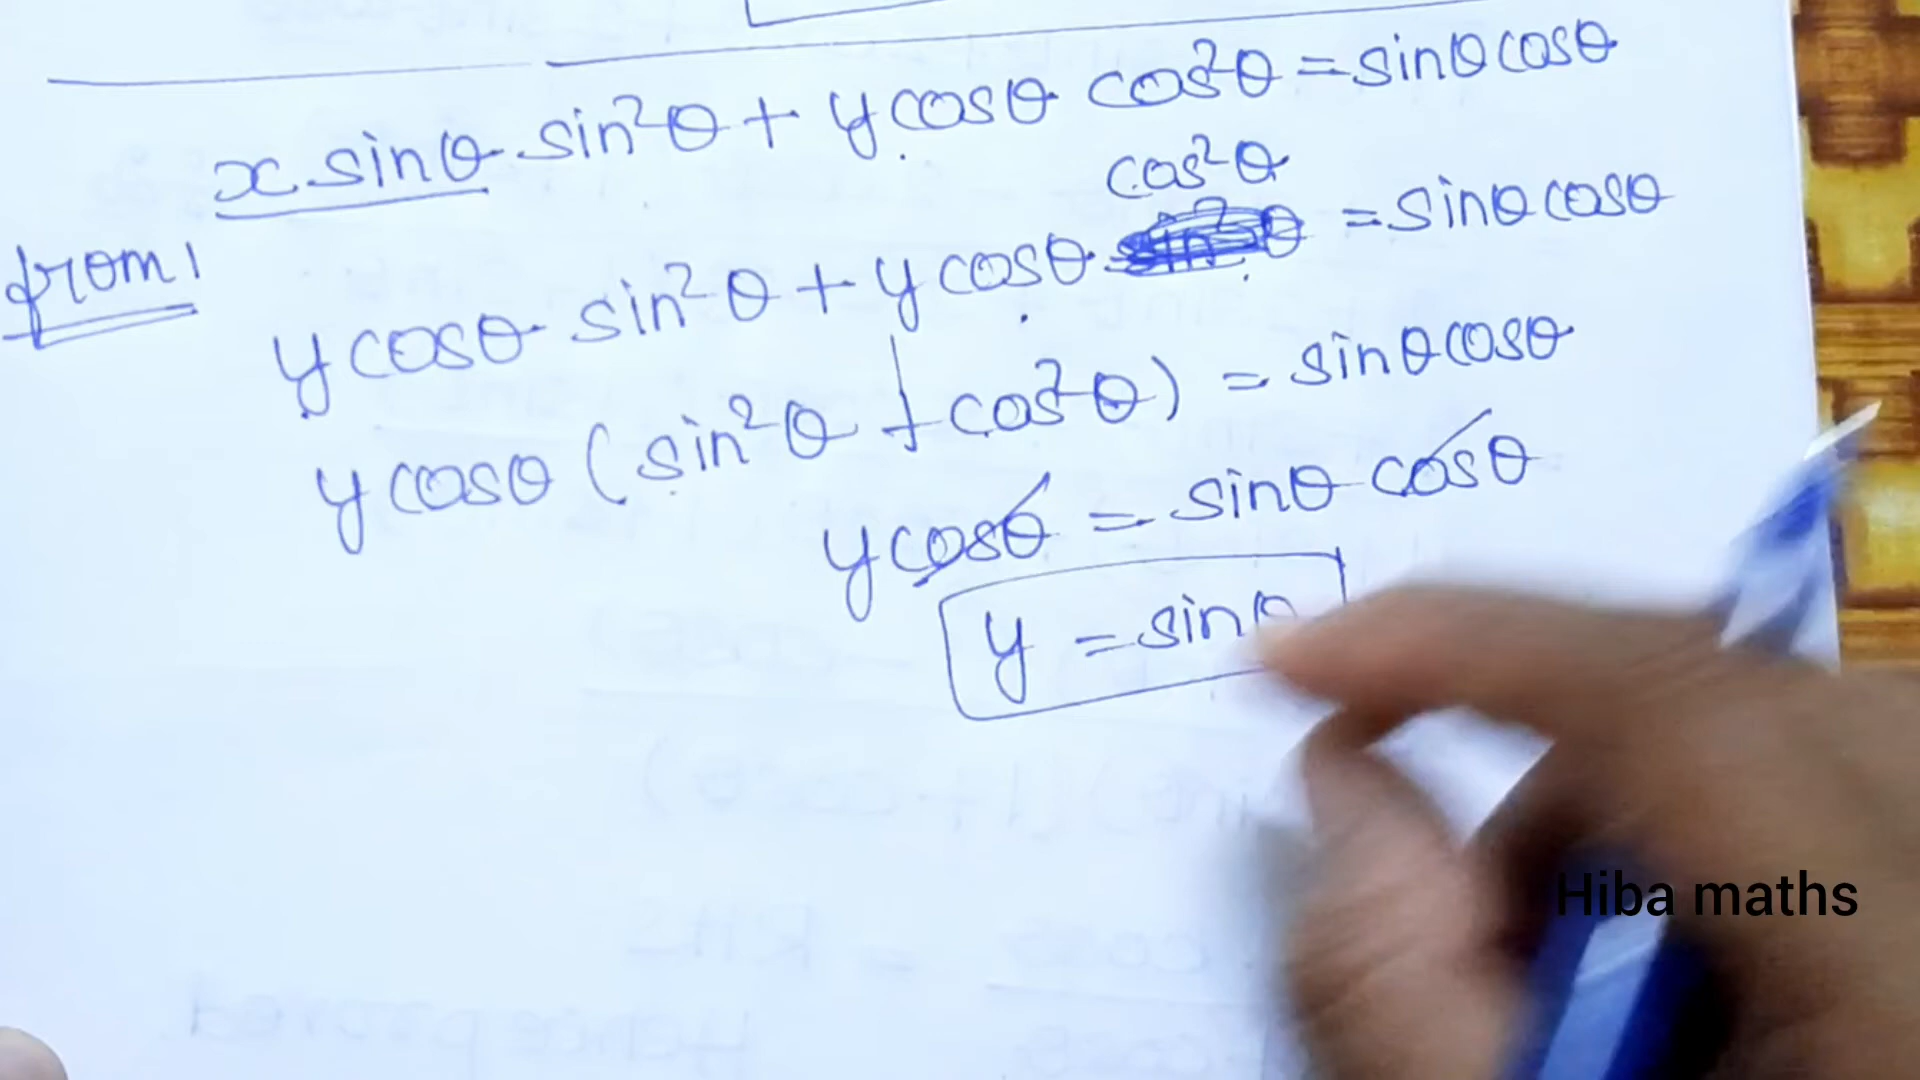 x sinθ sin²θ + y cosθ cos²θ = sinθ cosθ
from 1
cos²θ
y cosθ sin²θ + y cosθ = sinθ cosθ
y cosθ (sin²θ + cos²θ) = sinθ cosθ
y cosθ = sinθ cosθ
y = sinθ
Hiba maths